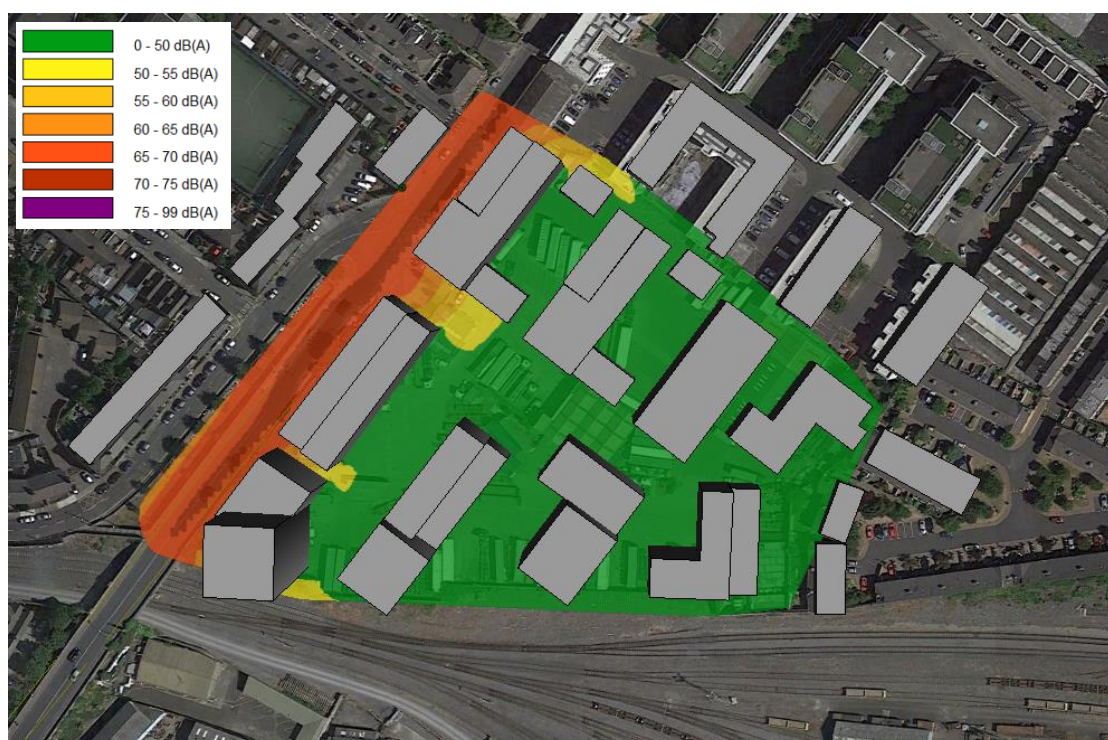 0 - 50 dB(A)
50 - 55 dB(A)
55 - 60 dB(A)
60 - 65 dB(A)
65 - 70 dB(A)
70 - 75 dB(A)
75 - 99 dB(A)